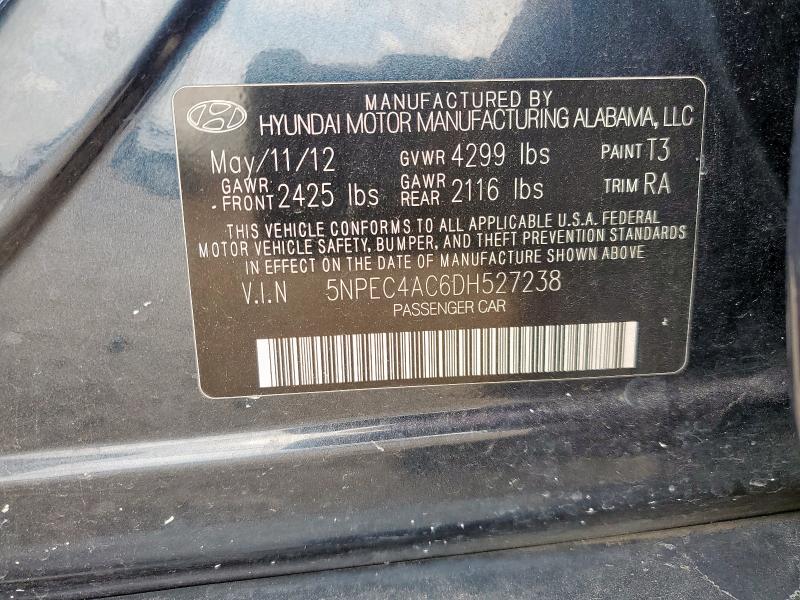 MANUFACTURED BY
HYUNDAI MOTOR MANUFACTURING ALABAMA, LLC
May/11/12 GVWR 4299 lbs PAINT T3
GAWR FRONT 2425 lbs GAWR REAR 2116 lbs TRIM RA
THIS VEHICLE CONFORMS TO ALL APPLICABLE U.S.A. FEDERAL
MOTOR VEHICLE SAFETY, BUMPER, AND THEFT PREVENTION STANDARDS
IN EFFECT ON THE DATE OF MANUFACTURE SHOWN ABOVE
V.I.N 5NPEC4AC6DH527238
PASSENGER CAR